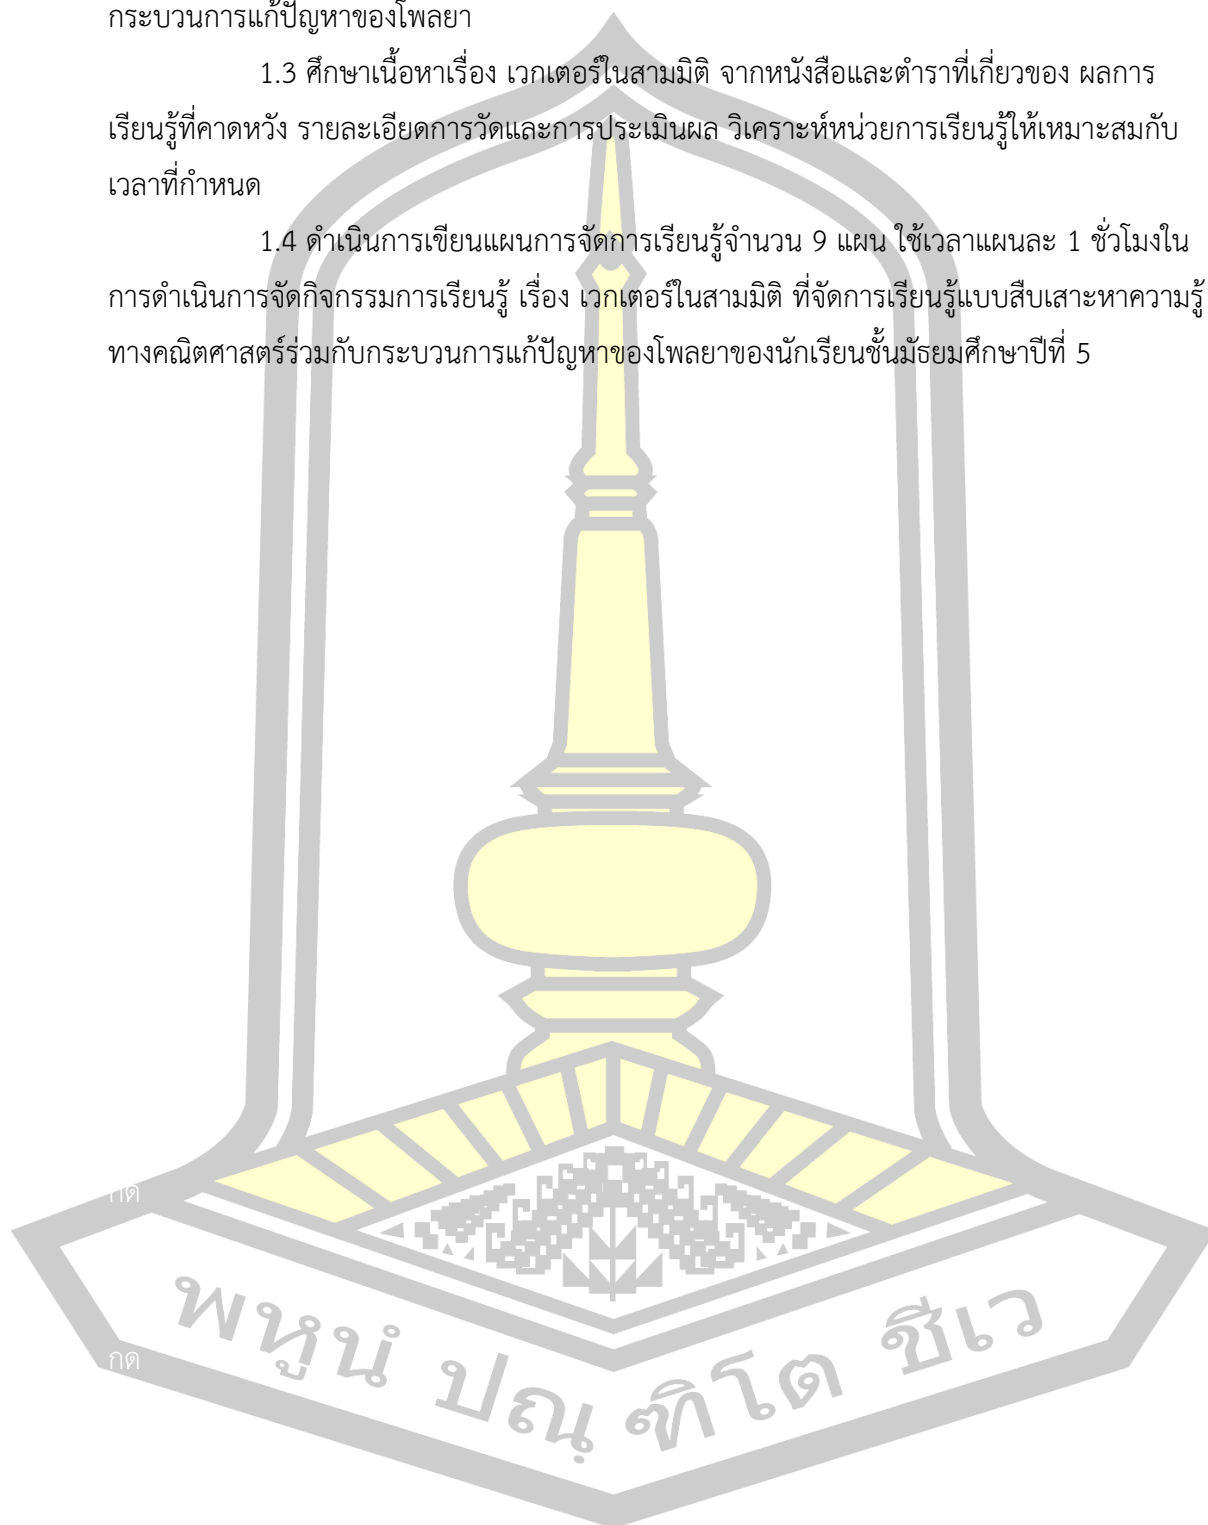 กระบวนการแก้ปัญหาของโพลยา
1.3 ศึกษาเนื้อหาเรื่อง เวกเตอร์ในสามมิติ จากหนังสือและตำราที่เกี่ยวของ ผลการ
เรียนรู้ที่คาดหวัง รายละเอียดการวัดและการประเมินผล วิเคราะห์หน่วยการเรียนรู้ให้เหมาะสมกับ
เวลาที่กำหนด
1.4 ดำเนินการเขียนแผนการจัดการเรียนรู้จำนวน 9 แผน ใช้เวลาแผนละ 1 ชั่วโมงใน
การดำเนินการจัดกิจกรรมการเรียนรู้ เรื่อง เวกเตอร์ในสามมิติ ที่จัดการเรียนรู้แบบสืบเสาะหาความรู้
ทางคณิตศาสตร์ร่วมกับกระบวนการแก้ปัญหาของโพลยาของนักเรียนชั้นมัธยมศึกษาปีที่ 5
กด
กด
พหูนํ ปณฺ ฑิโต ชีเว